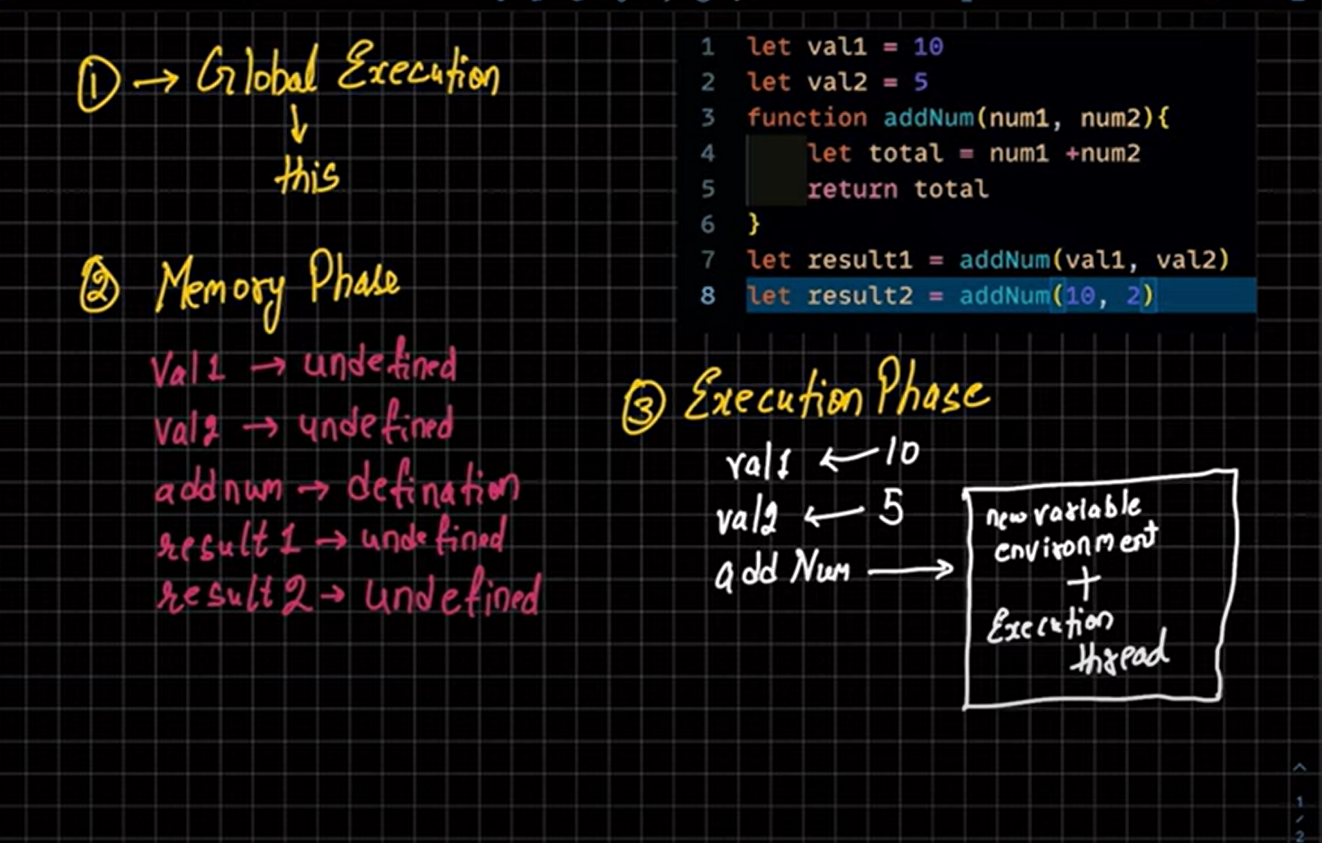 ① → Global Execution
↓
this
② Memory Phase
Val1 → undefined
val2 → undefined
addnum → defination
result1 → undefined
result2 → undefined
1 let val1 = 10
2 let val2 = 5
3 function addNum(num1, num2){
4 let total = num1 +num2
5 return total
6 }
7 let result1 = addNum(val1, val2)
8 let result2 = addNum(10, 2)
③ Execution Phase
val1 ← 10
val2 ← 5
addNum →
new variable
environment
+
Execution
thread
1
/
2